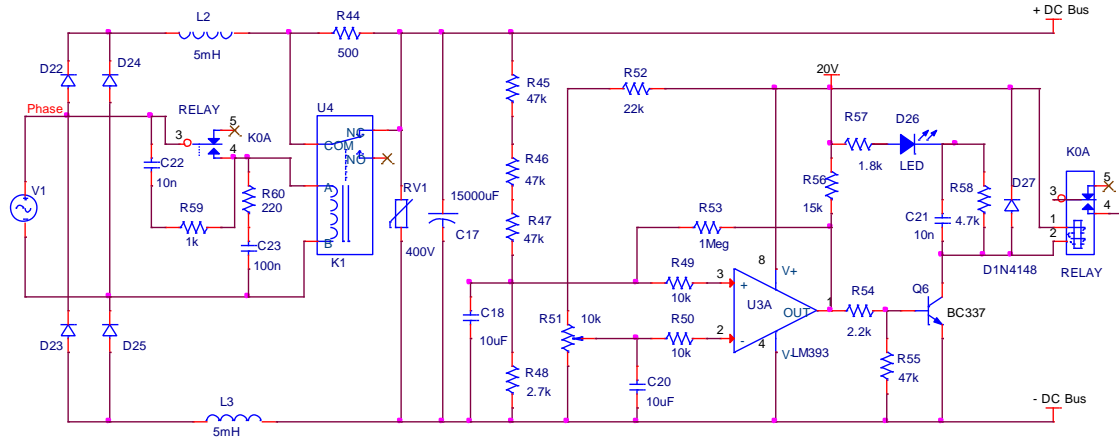 + DC Bus
L2
5mH
R44
500
D22
D24
R45
47k
R52
22k
20V
Phase
RELAY
5
3
4
K0A
U4
NC
COM
NO
A
B
K1
R57
1.8k
D26
LED
K0A
C22
10n
R60
220
R46
47k
R56
15k
R58
4.7k
D27
5
3
4
1
2
RELAY
V1
R59
1k
C23
100n
RV1
400V
15000uF
C17
R47
47k
R53
1Meg
C21
10n
D1N4148
C18
10uF
R49
10k
R51
10k
R50
10k
3
2
+
-
8
V+
U3A
OUT
1
4
V-
LM393
R54
2.2k
Q6
BC337
D23
D25
R48
2.7k
C20
10uF
R55
47k
L3
5mH
- DC Bus